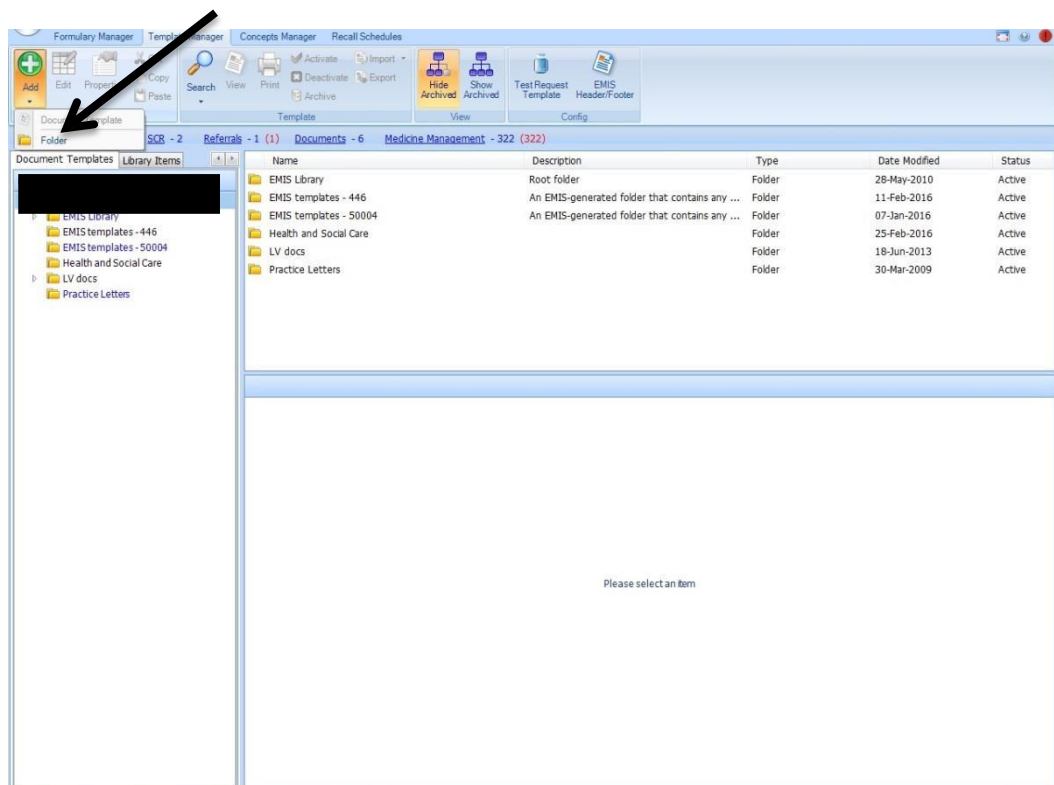 Formulary Manager Template Manager Concepts Manager Recall Schedules
Add Edit Copy Paste Search View Print Activate Deactivate Archive Import Export Hide Archived Show Archived Test Request Template EMIS Header/Footer
Template View Config
Template
Folder SCR - 2 Referrals - 1 (1) Documents - 6 Medicine Management - 322 (322)
Document Templates Library Items
Name Description Type Date Modified Status
EMIS Library Root folder Folder 28-May-2010 Active
EMIS templates - 446 An EMIS-generated folder that contains any ... Folder 11-Feb-2016 Active
EMIS templates - 50004 An EMIS-generated folder that contains any ... Folder 07-Jan-2016 Active
Health and Social Care Folder 25-Feb-2016 Active
LV docs Folder 18-Jun-2013 Active
Practice Letters Folder 30-Mar-2009 Active
EMIS Library
EMIS templates - 446
EMIS templates - 50004
Health and Social Care
LV docs
Practice Letters
Please select an item